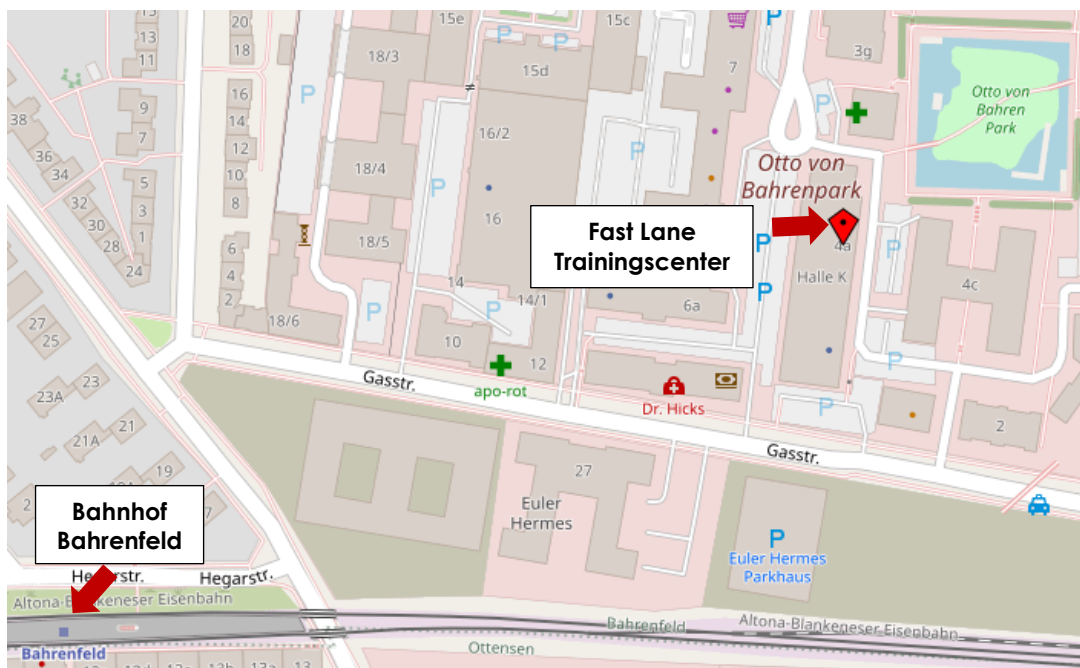 20
15e
15c
13
18
3g
11
18/3
15d
7
16
P
38
9
14
16/2
Otto von
Bahren
Park
7
12
P
36
34
10
18/4
P
Otto von
Bahrenpark
5
8
16
32
3
30
1
Fast Lane
Trainingscenter
28
6
18/5
P
4a
P
24
4
14
P
Halle K
4c
2
14/1
P
6a
27
18/6
P
P
25
10
12
P
23
Gasstr.
apo-rot
Dr. Hicks
P
23A
21
2
21A
Gasstr.
19
27
Bahnhof
Bahrenfeld
Euler
Hermes
P
Euler Hermes
Parkhaus
Hegarstr.
Altona-Blankeneser Eisenbahn
Bahrenfeld
Altona-Blankeneser Eisenbahn
Bahrenfeld
Ottensen
13